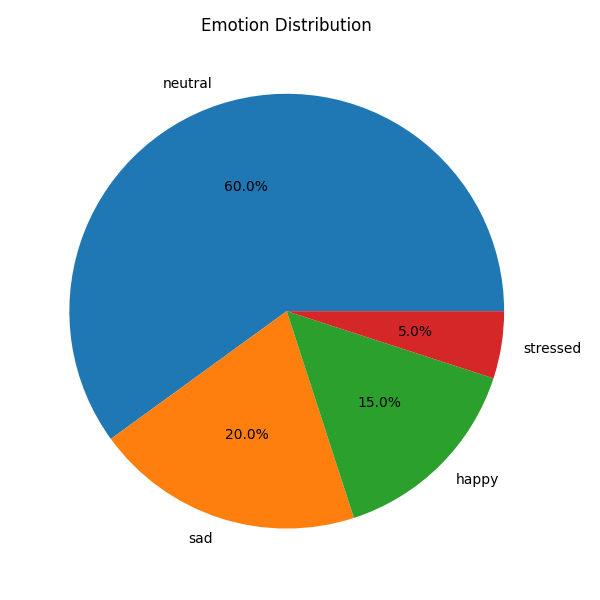 Emotion Distribution
neutral
60.0%
5.0%
stressed
15.0%
20.0%
happy
sad